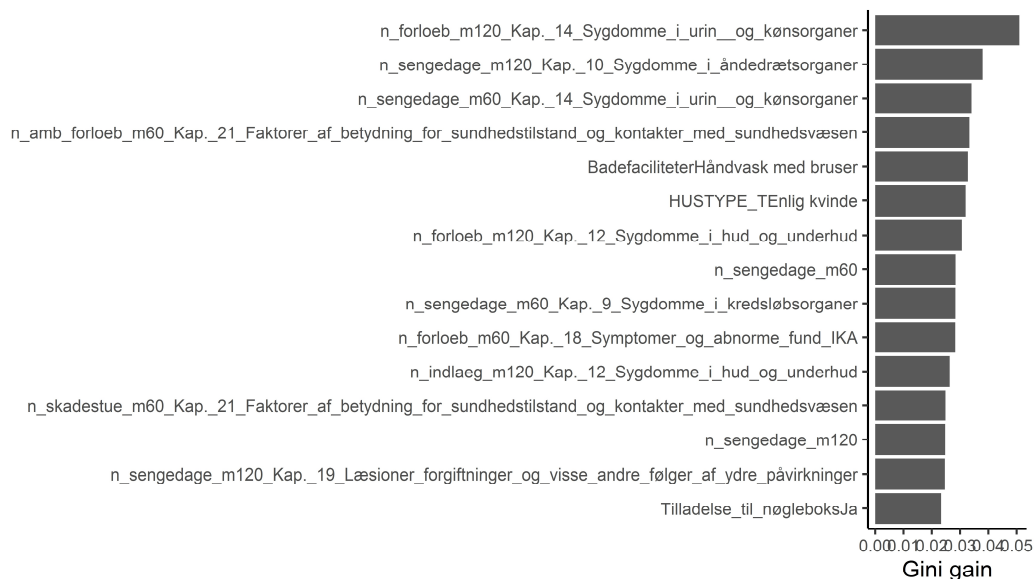 n_forloeb_m120_Kap._14_Sygdomme_i_urin__og_kønsorganer
n_sengedage_m120_Kap._10_Sygdomme_i_åndedrætsorganer
n_sengedage_m60_Kap._14_Sygdomme_i_urin__og_kønsorganer
n_amb_forloeb_m60_Kap._21_Faktorer_af_betydning_for_sundhedstilstand_og_kontakter_med_sundhedsvæsen
BadefaciliteterHåndvask med bruser
HUSTYPE_TEnlig kvinde
n_forloeb_m120_Kap._12_Sygdomme_i_hud_og_underhud
n_sengedage_m60
n_sengedage_m60_Kap._9_Sygdomme_i_kredsløbsorganer
n_forloeb_m60_Kap._18_Symptomer_og_abnorme_fund_IKA
n_indlaeg_m120_Kap._12_Sygdomme_i_hud_og_underhud
n_skadestue_m60_Kap._21_Faktorer_af_betydning_for_sundhedstilstand_og_kontakter_med_sundhedsvæsen
n_sengedage_m120
n_sengedage_m120_Kap._19_Læsioner_forgiftninger_og_visse_andre_følger_af_ydre_påvirkninger
Tilladelse_til_nøgleboksJa
0.00 0.01 0.02 0.03 0.04 0.05
Gini gain